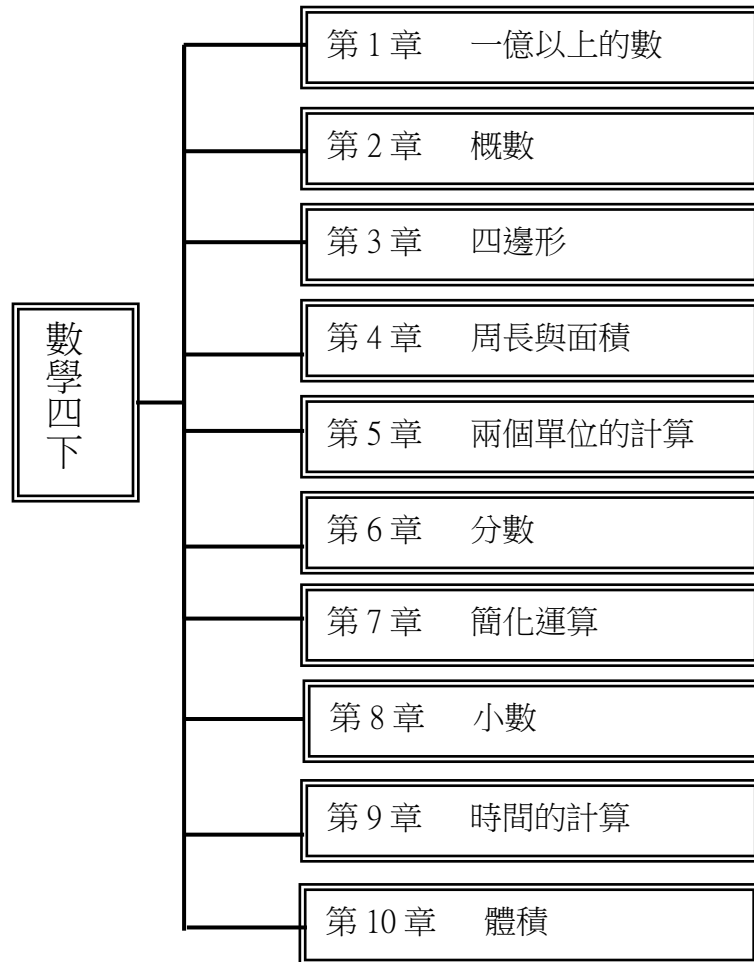 數學四下
第 1 章 一億以上的數
第 2 章 概數
第 3 章 四邊形
第 4 章 周長與面積
第 5 章 兩個單位的計算
第 6 章 分數
第 7 章 簡化運算
第 8 章 小數
第 9 章 時間的計算
第 10 章 體積